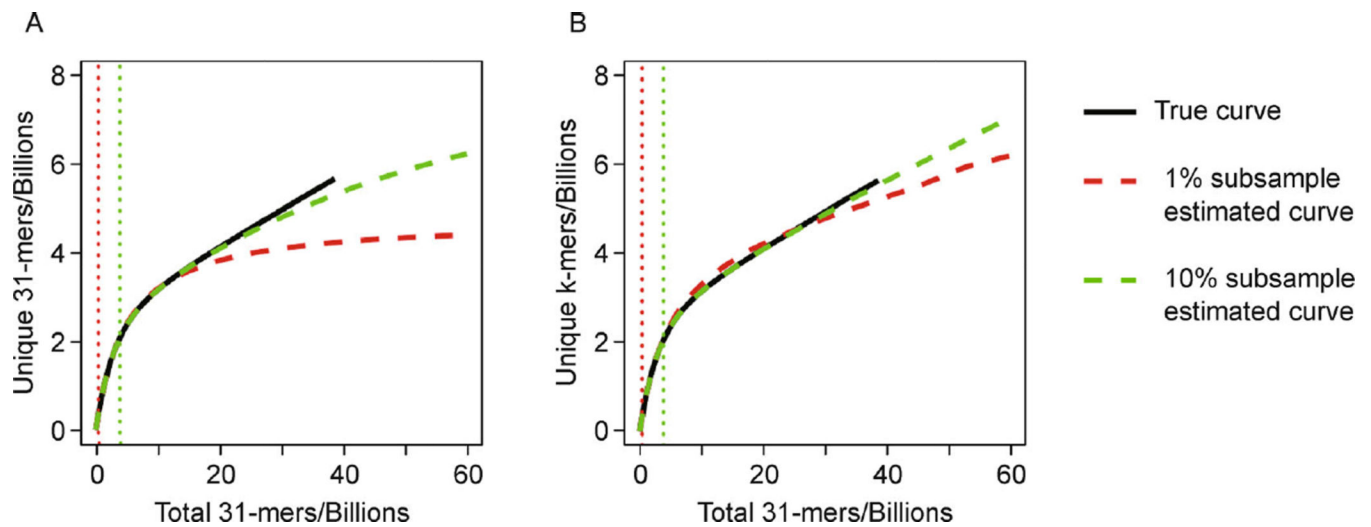 A
8
6
4
2
0
Unique 31-mers/Billions
0
20
40
60
Total 31-mers/Billions
B
8
6
4
2
0
Unique k-mers/Billions
0
20
40
60
Total 31-mers/Billions
True curve
1% subsample
estimated curve
10% subsample
estimated curve